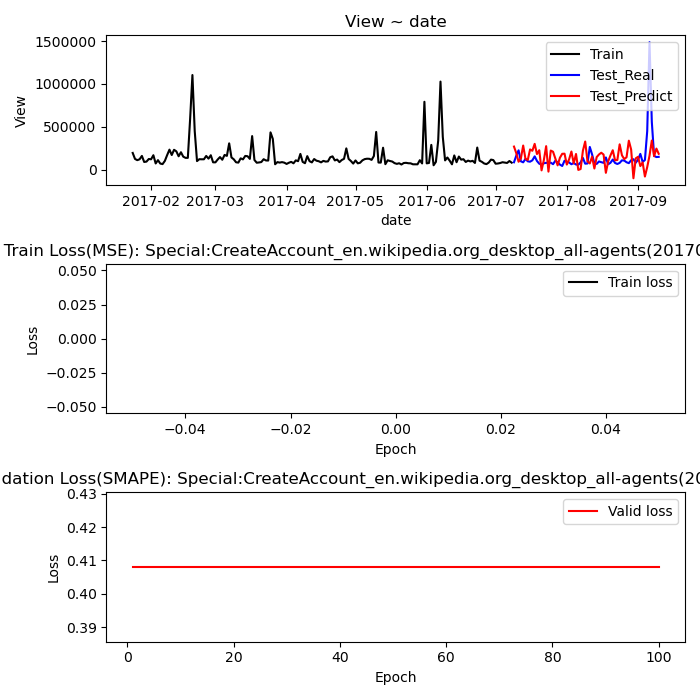 View ~ date
1500000
1000000
500000
0
View
Train
Test_Real
Test_Predict
2017-02 2017-03 2017-04 2017-05 2017-06 2017-07 2017-08 2017-09
date
Train Loss(MSE): Special:CreateAccount_en.wikipedia.org_desktop_all-agents(20170
0.050
0.025
0.000
−0.025
−0.050
Loss
Train loss
−0.04 −0.02 0.00 0.02 0.04
Epoch
dation Loss(SMAPE): Special:CreateAccount_en.wikipedia.org_desktop_all-agents(20
0.43
0.42
0.41
0.40
0.39
Loss
Valid loss
0 20 40 60 80 100
Epoch